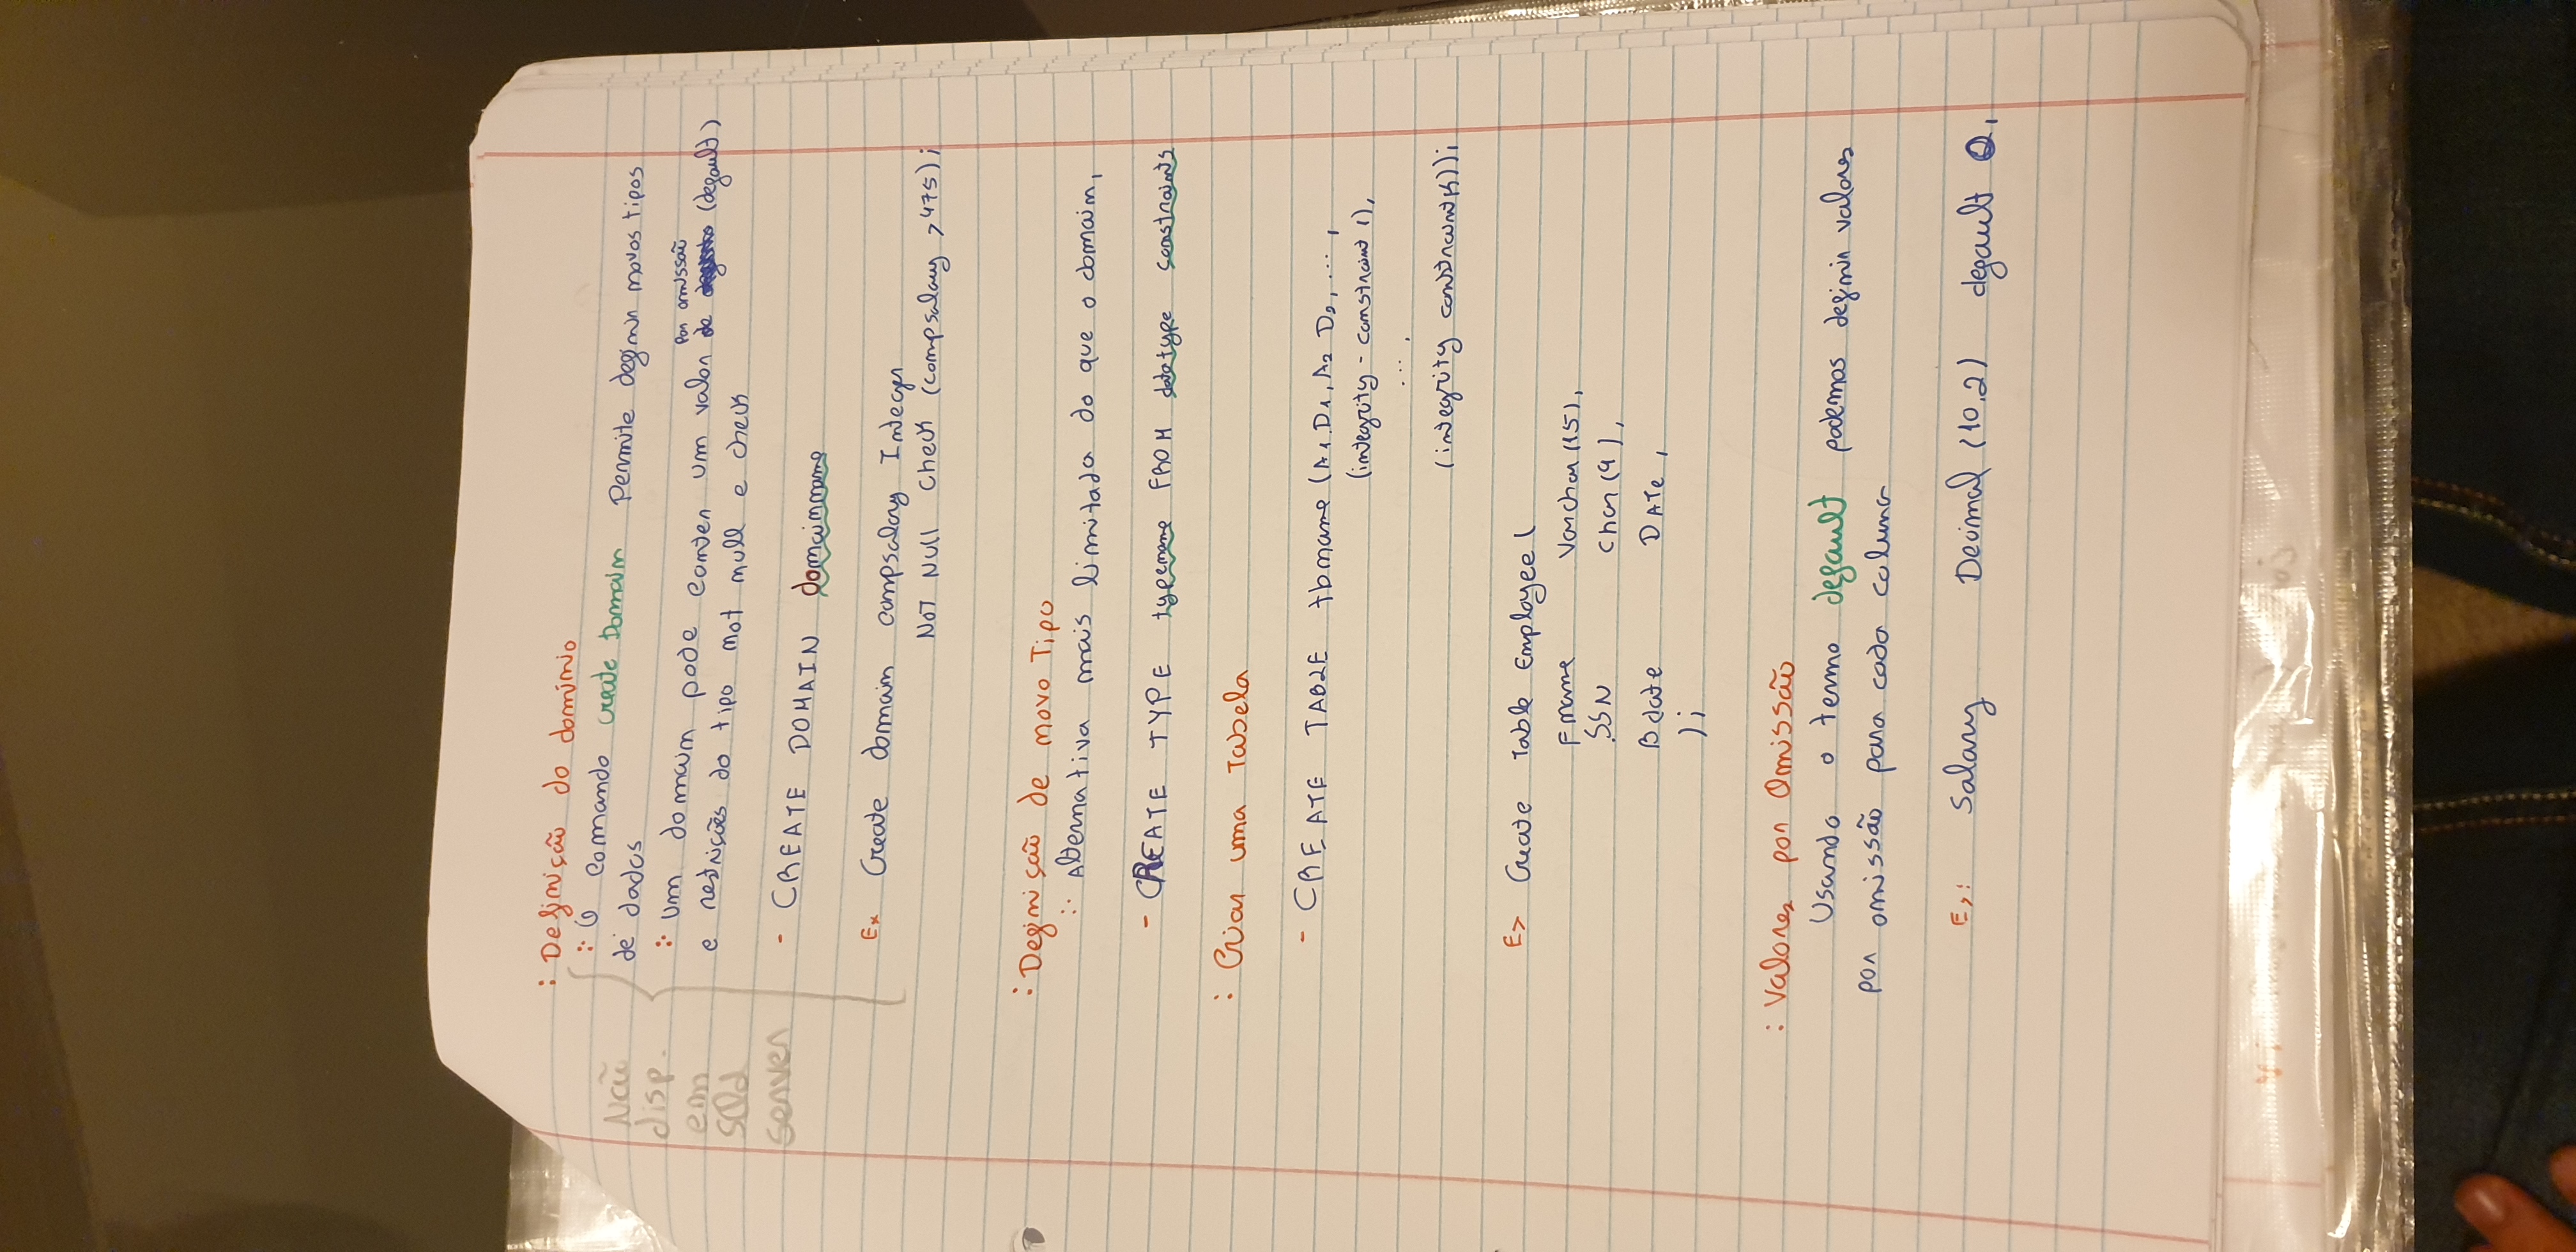 : Definição do domínio
:· O comando create Domain Permite definir novos tipos
de dados
:· um domain pode conter um valor de por omissão (default)
e restrições do tipo not null e check
Não
disp.
em
SQL
server
- CREATE DOMAIN domainname
Ex Create domain compsalary Integer
NOT NULL Check (compsalary >475);
: Definição de novo Tipo
:· Alternativa mais limitada do que o domain,
- CREATE TYPE typename FROM datatype constraints
: Criar uma Tabela
- CREATE TABLE tbname (A1 D1, A2 D2, ...,
(integrity - constraint 1),
... ,
(integrity constraint k));
Ex Create Table Employee (
Fname Varchar (15),
SSN Char (9),
Bdate DATe,
);
: Valores por Omissão
Usando o termo default podemos definir valores
por omissão para cada coluna
Ex: Salary Decimal (10,2) default 0,